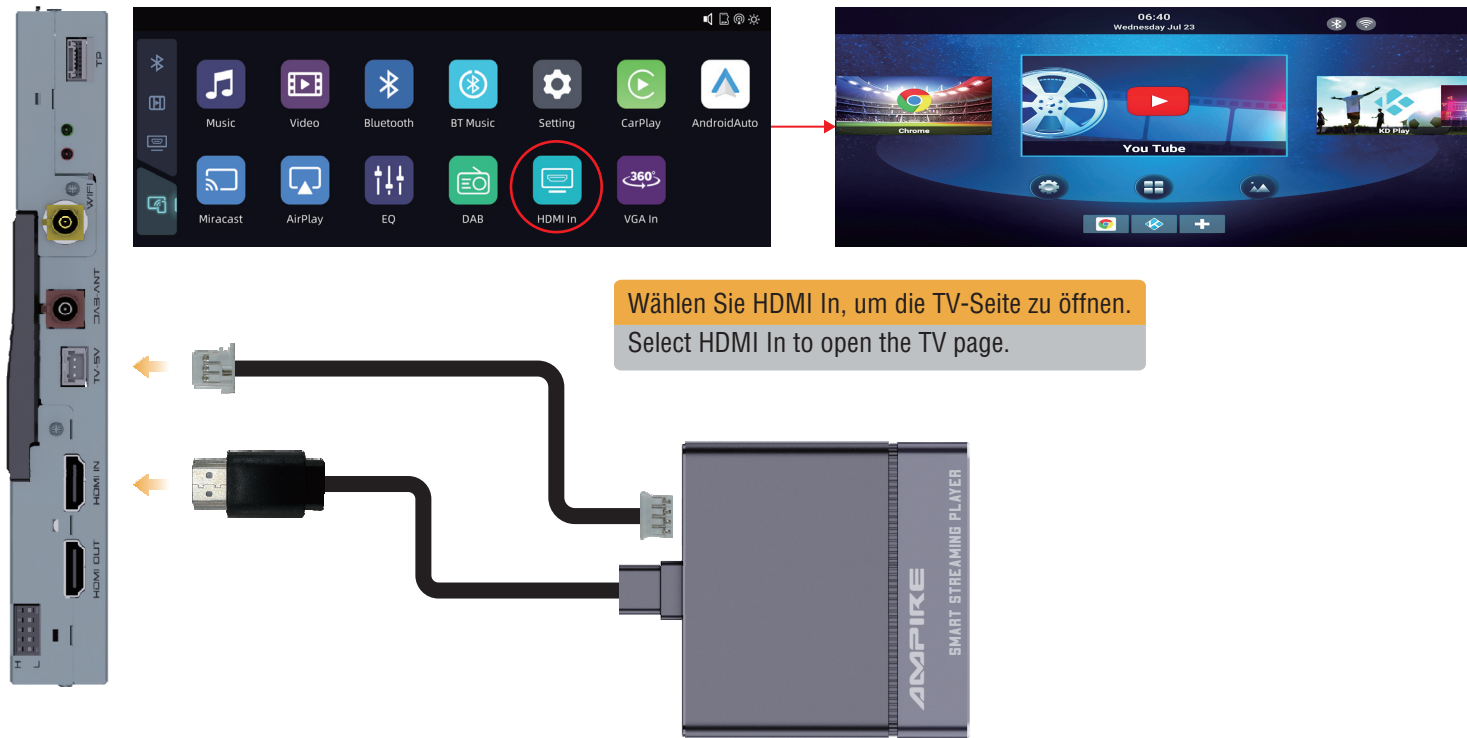 TP
WIFI
DAB-ANT
TV-5V
HDMI IN
HDMI OUT
H L
Music
Video
Bluetooth
BT Music
Setting
CarPlay
AndroidAuto
Miracast
AirPlay
EQ
DAB
HDMI In
360°
VGA In
06:40
Wednesday Jul 23
Chrome
You Tube
KD Play
Wählen Sie HDMI In, um die TV-Seite zu öffnen.
Select HDMI In to open the TV page.
AMPIRE
SMART STREAMING PLAYER